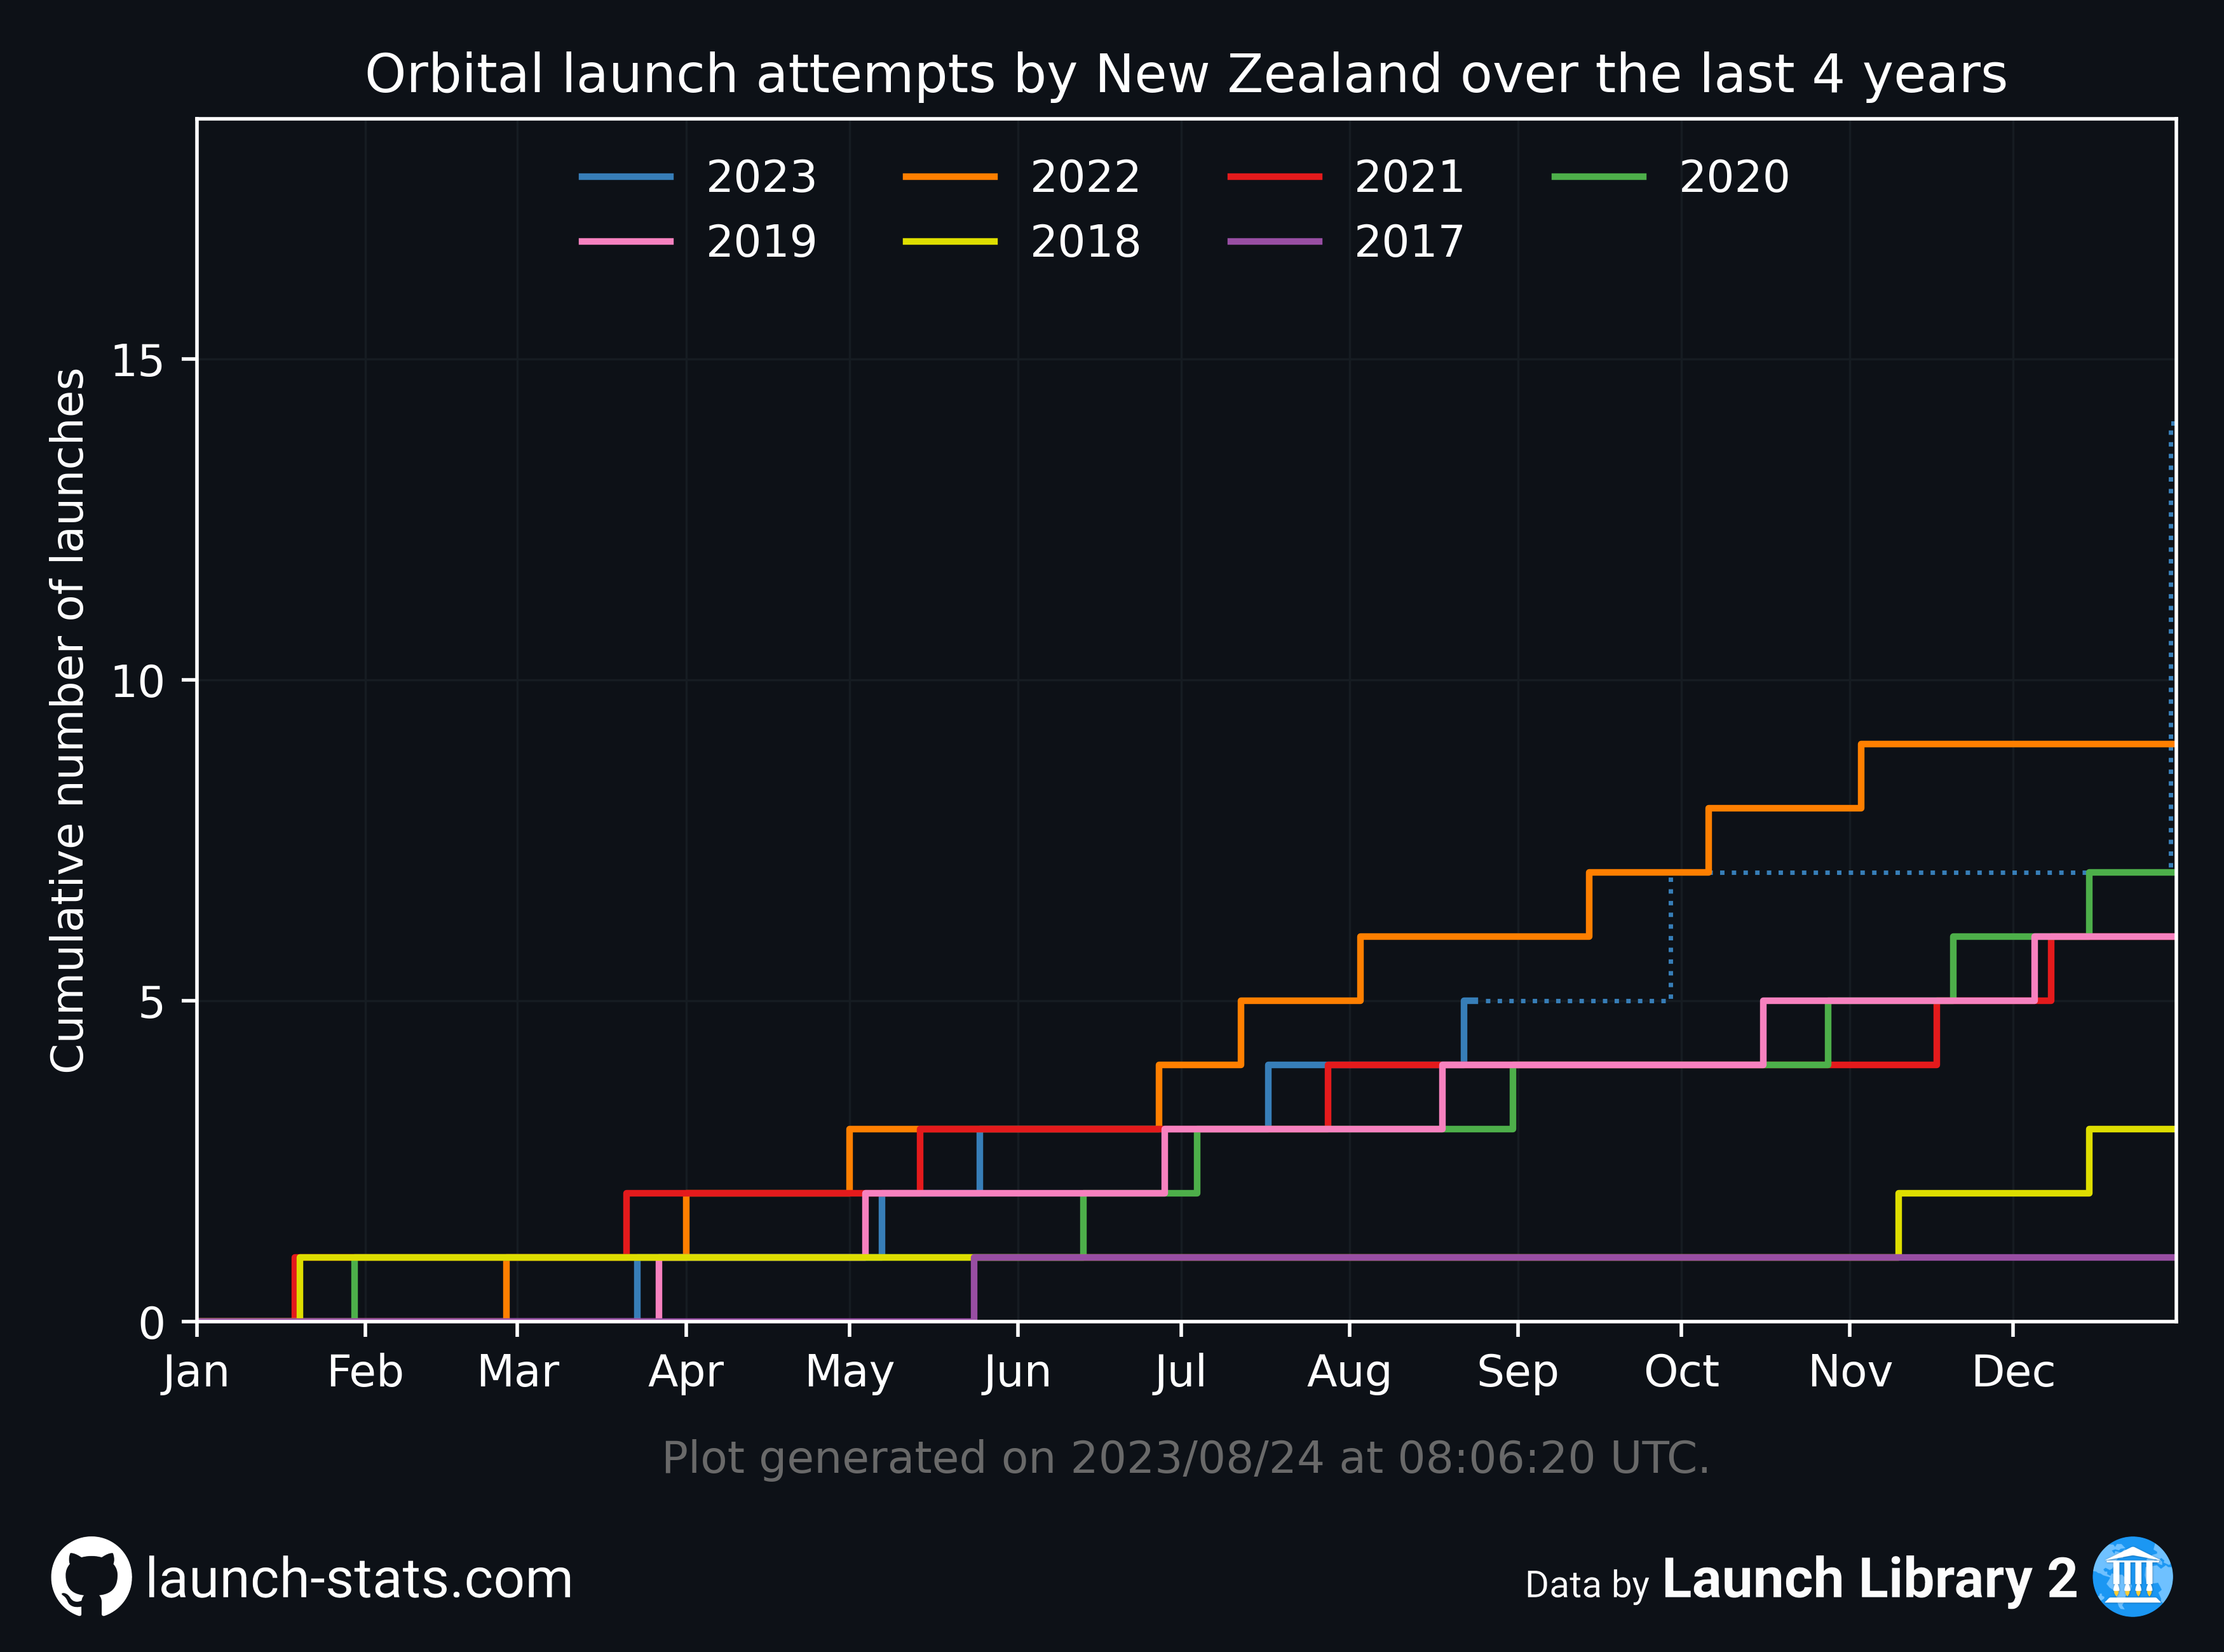 Orbital launch attempts by New Zealand over the last 4 years
2023 2022 2021 2020
2019 2018 2017
Cumulative number of launches
15
10
5
0
Jan Feb Mar Apr May Jun Jul Aug Sep Oct Nov Dec
Plot generated on 2023/08/24 at 08:06:20 UTC.
launch-stats.com
Data by Launch Library 2